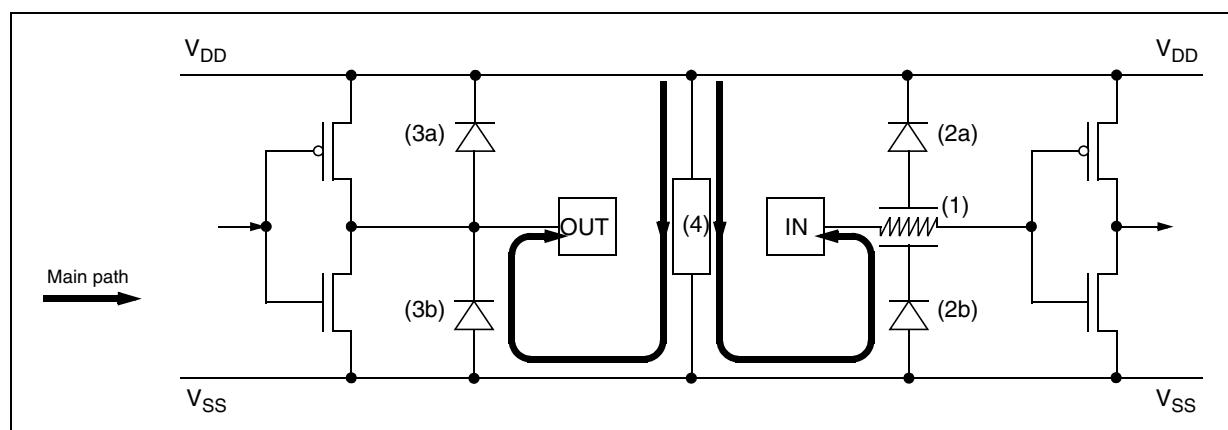 VDD
VDD
(3a)
(2a)
(1)
OUT
(4)
IN
Main path
(3b)
(2b)
VSS
VSS